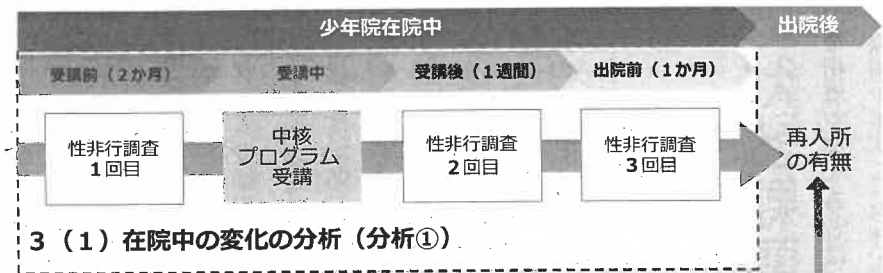 少年院在院中
出院後
受講前（２か月）
受講中
受講後（１週間）
出院前（１か月）
性非行調査
１回目
中核
プログラム
受講
性非行調査
２回目
性非行調査
３回目
再入所
の有無
３（１）在院中の変化の分析（分析①）